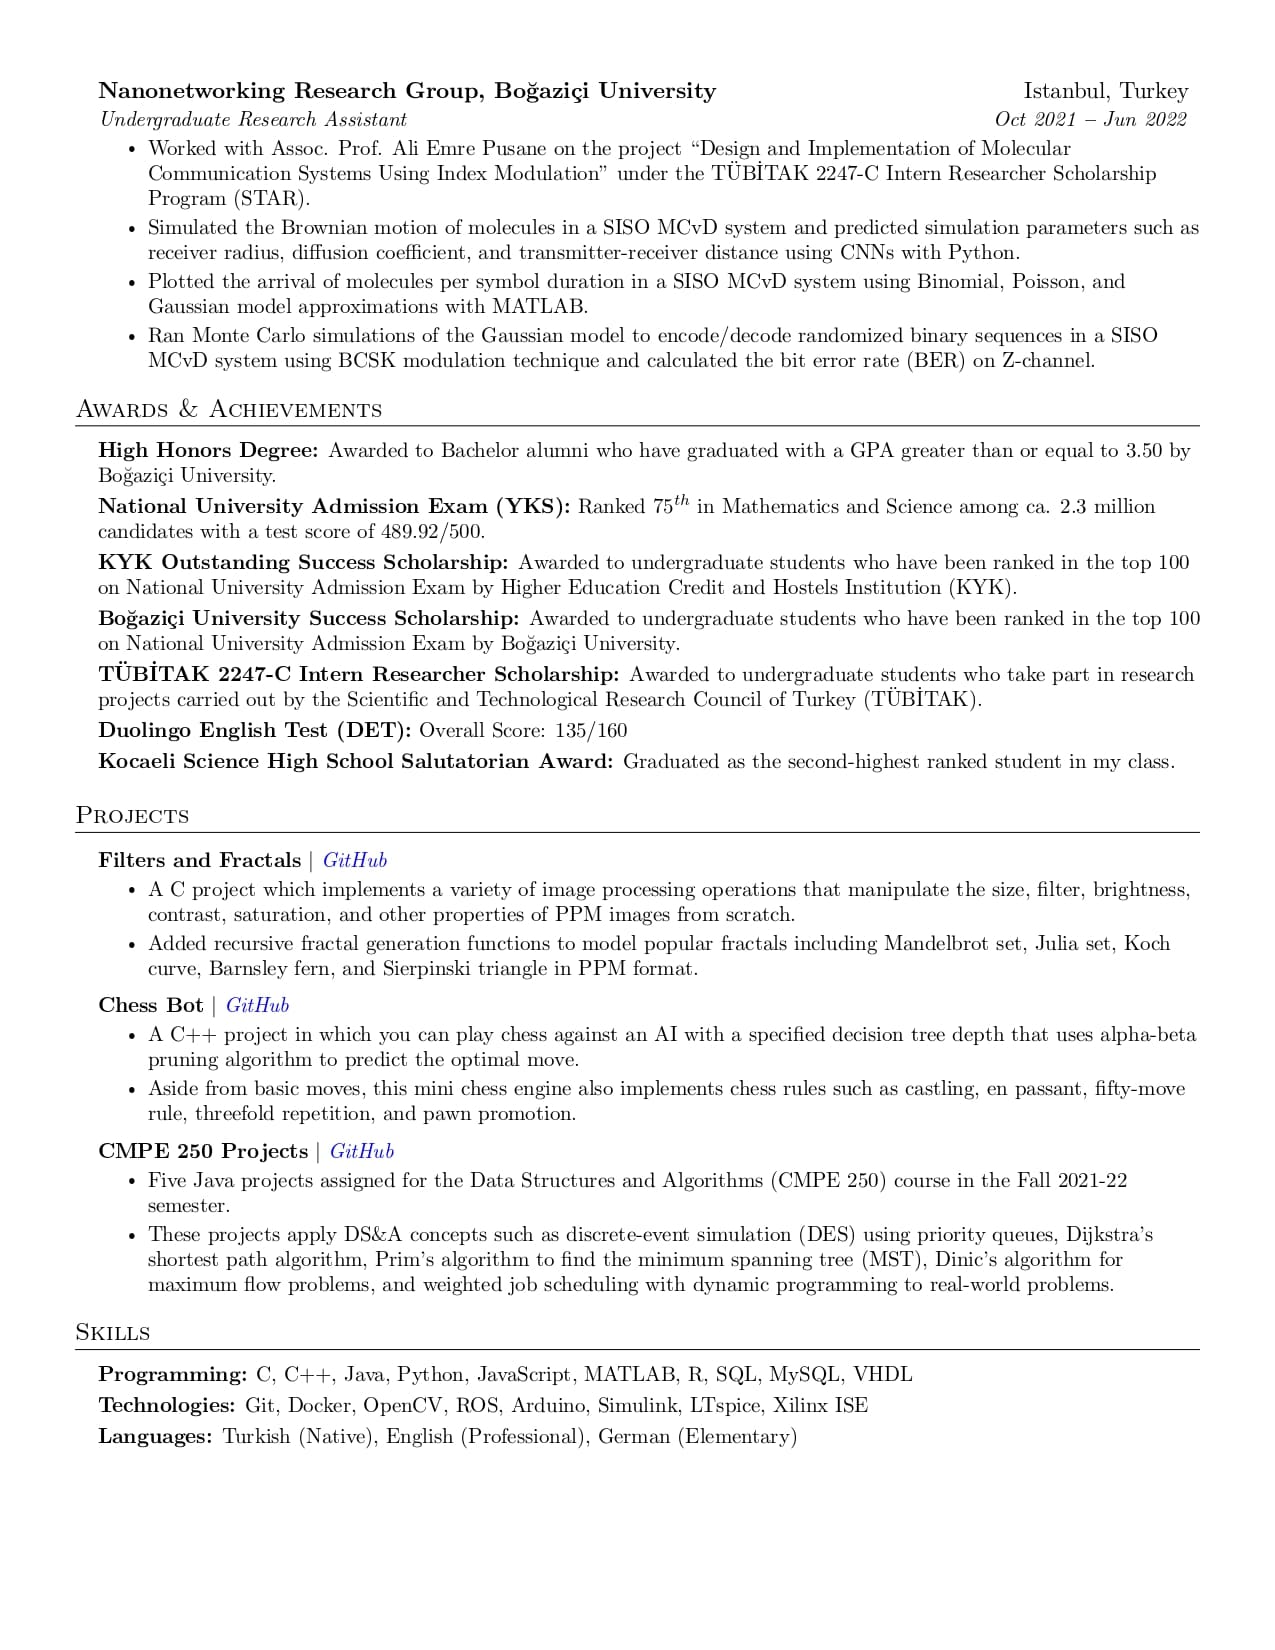 Nanonetworking Research Group, Boğaziçi University Istanbul, Turkey
Undergraduate Research Assistant Oct 2021 – Jun 2022
• Worked with Assoc. Prof. Ali Emre Pusane on the project “Design and Implementation of Molecular
Communication Systems Using Index Modulation” under the TÜBİTAK 2247-C Intern Researcher Scholarship
Program (STAR).
• Simulated the Brownian motion of molecules in a SISO MCvD system and predicted simulation parameters such as
receiver radius, diffusion coefficient, and transmitter-receiver distance using CNNs with Python.
• Plotted the arrival of molecules per symbol duration in a SISO MCvD system using Binomial, Poisson, and
Gaussian model approximations with MATLAB.
• Ran Monte Carlo simulations of the Gaussian model to encode/decode randomized binary sequences in a SISO
MCvD system using BCSK modulation technique and calculated the bit error rate (BER) on Z-channel.
Awards & Achievements
High Honors Degree: Awarded to Bachelor alumni who have graduated with a GPA greater than or equal to 3.50 by
Boğaziçi University.
National University Admission Exam (YKS): Ranked 75th in Mathematics and Science among ca. 2.3 million
candidates with a test score of 489.92/500.
KYK Outstanding Success Scholarship: Awarded to undergraduate students who have been ranked in the top 100
on National University Admission Exam by Higher Education Credit and Hostels Institution (KYK).
Boğaziçi University Success Scholarship: Awarded to undergraduate students who have been ranked in the top 100
on National University Admission Exam by Boğaziçi University.
TÜBİTAK 2247-C Intern Researcher Scholarship: Awarded to undergraduate students who take part in research
projects carried out by the Scientific and Technological Research Council of Turkey (TÜBİTAK).
Duolingo English Test (DET): Overall Score: 135/160
Kocaeli Science High School Salutatorian Award: Graduated as the second-highest ranked student in my class.
Projects
Filters and Fractals | GitHub
• A C project which implements a variety of image processing operations that manipulate the size, filter, brightness,
contrast, saturation, and other properties of PPM images from scratch.
• Added recursive fractal generation functions to model popular fractals including Mandelbrot set, Julia set, Koch
curve, Barnsley fern, and Sierpinski triangle in PPM format.
Chess Bot | GitHub
• A C++ project in which you can play chess against an AI with a specified decision tree depth that uses alpha-beta
pruning algorithm to predict the optimal move.
• Aside from basic moves, this mini chess engine also implements chess rules such as castling, en passant, fifty-move
rule, threefold repetition, and pawn promotion.
CMPE 250 Projects | GitHub
• Five Java projects assigned for the Data Structures and Algorithms (CMPE 250) course in the Fall 2021-22
semester.
• These projects apply DS&A concepts such as discrete-event simulation (DES) using priority queues, Dijkstra’s
shortest path algorithm, Prim’s algorithm to find the minimum spanning tree (MST), Dinic’s algorithm for
maximum flow problems, and weighted job scheduling with dynamic programming to real-world problems.
Skills
Programming: C, C++, Java, Python, JavaScript, MATLAB, R, SQL, MySQL, VHDL
Technologies: Git, Docker, OpenCV, ROS, Arduino, Simulink, LTspice, Xilinx ISE
Languages: Turkish (Native), English (Professional), German (Elementary)